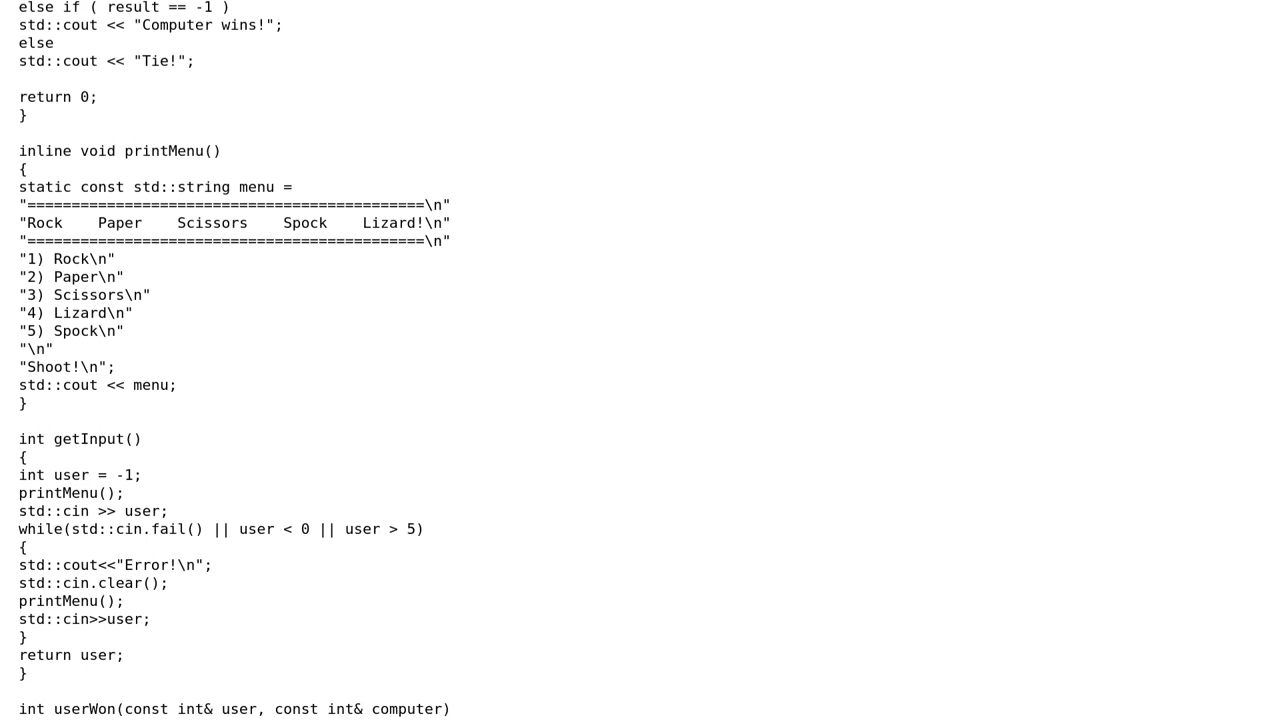 else if ( result == -1 )
std::cout << "Computer wins!";
else
std::cout << "Tie!";

return 0;
}

inline void printMenu()
{
static const std::string menu =
"=============================================\n"
"Rock    Paper    Scissors    Spock    Lizard!\n"
"=============================================\n"
"1) Rock\n"
"2) Paper\n"
"3) Scissors\n"
"4) Lizard\n"
"5) Spock\n"
"\n"
"Shoot!\n";
std::cout << menu;
}

int getInput()
{
int user = -1;
printMenu();
std::cin >> user;
while(std::cin.fail() || user < 0 || user > 5)
{
std::cout<<"Error!\n";
std::cin.clear();
printMenu();
std::cin>>user;
}
return user;
}

int userWon(const int& user, const int& computer)